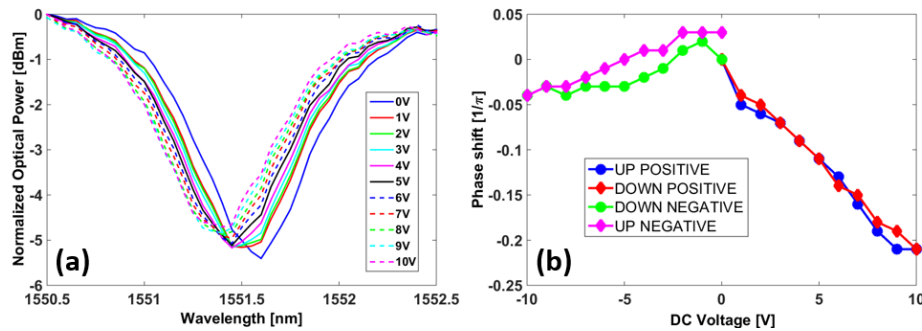 0
-1
-2
-3
-4
-5
-6
Normalized Optical Power [dBm]
(a)
0V
1V
2V
3V
4V
5V
6V
7V
8V
9V
10V
1550.5 1551 1551.5 1552 1552.5
Wavelength [nm]
0.05
0
-0.05
-0.1
-0.15
-0.2
-0.25
Phase shift [1/π]
(b)
UP POSITIVE
DOWN POSITIVE
DOWN NEGATIVE
UP NEGATIVE
-10 -5 0 5 10
DC Voltage [V]